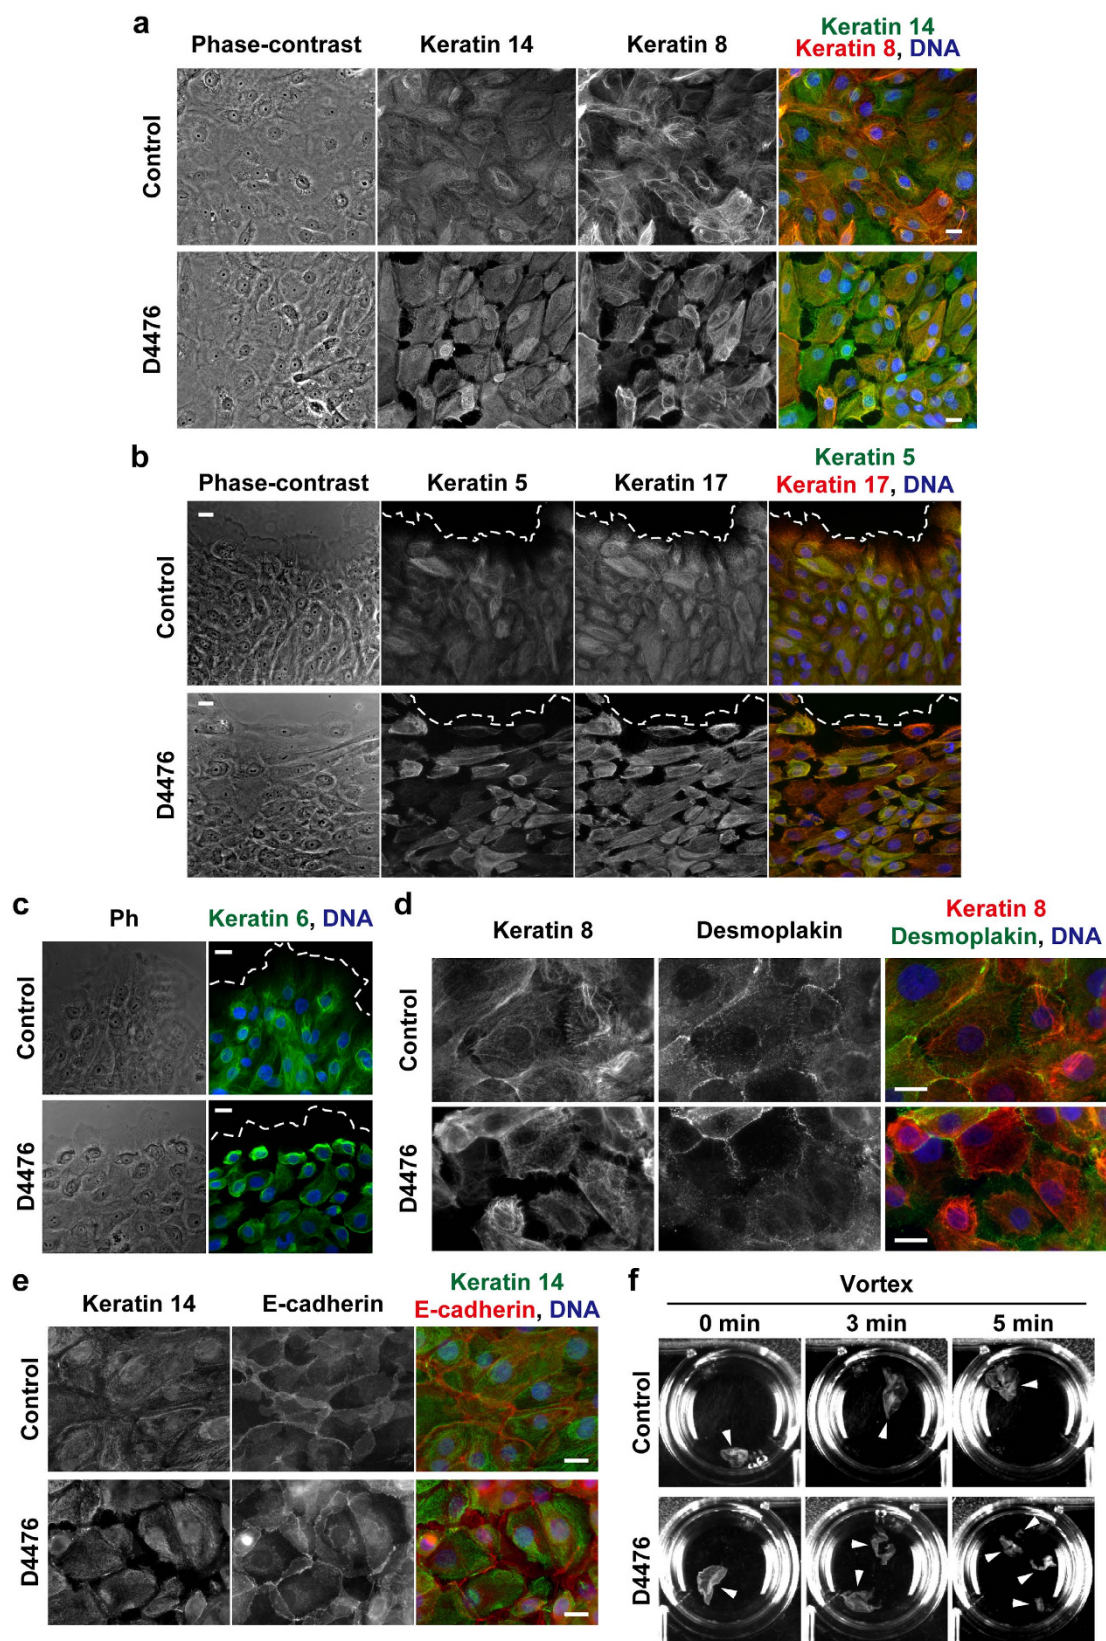 a
Phase-contrast
Keratin 14
Keratin 8
Keratin 14
Keratin 8, DNA
Control
D4476
b
Phase-contrast
Keratin 5
Keratin 17
Keratin 5
Keratin 17, DNA
Control
D4476
c
Ph
Keratin 6, DNA
Control
D4476
d
Keratin 8
Desmoplakin
Keratin 8
Desmoplakin, DNA
Control
D4476
e
Keratin 14
E-cadherin
Keratin 14
E-cadherin, DNA
Control
D4476
f
Vortex
0 min
3 min
5 min
Control
D4476